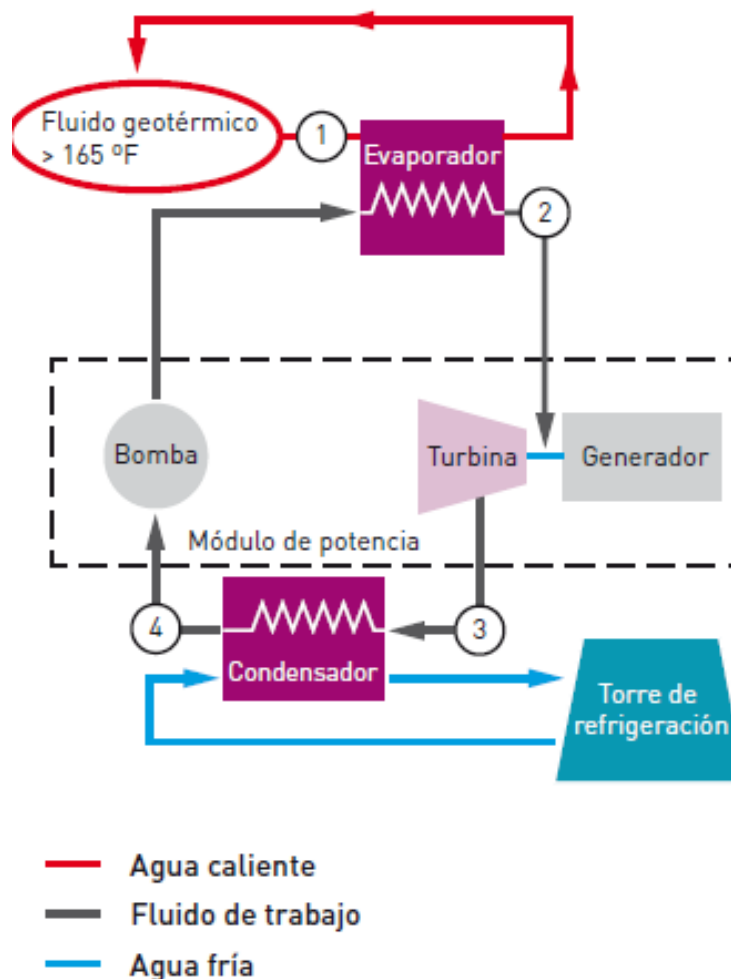 Fluido geotérmico
> 165 ºF
1
Evaporador
2
Bomba
Turbina
Generador
Módulo de potencia
4
3
Condensador
Torre de
refrigeración
Agua caliente
Fluido de trabajo
Agua fría